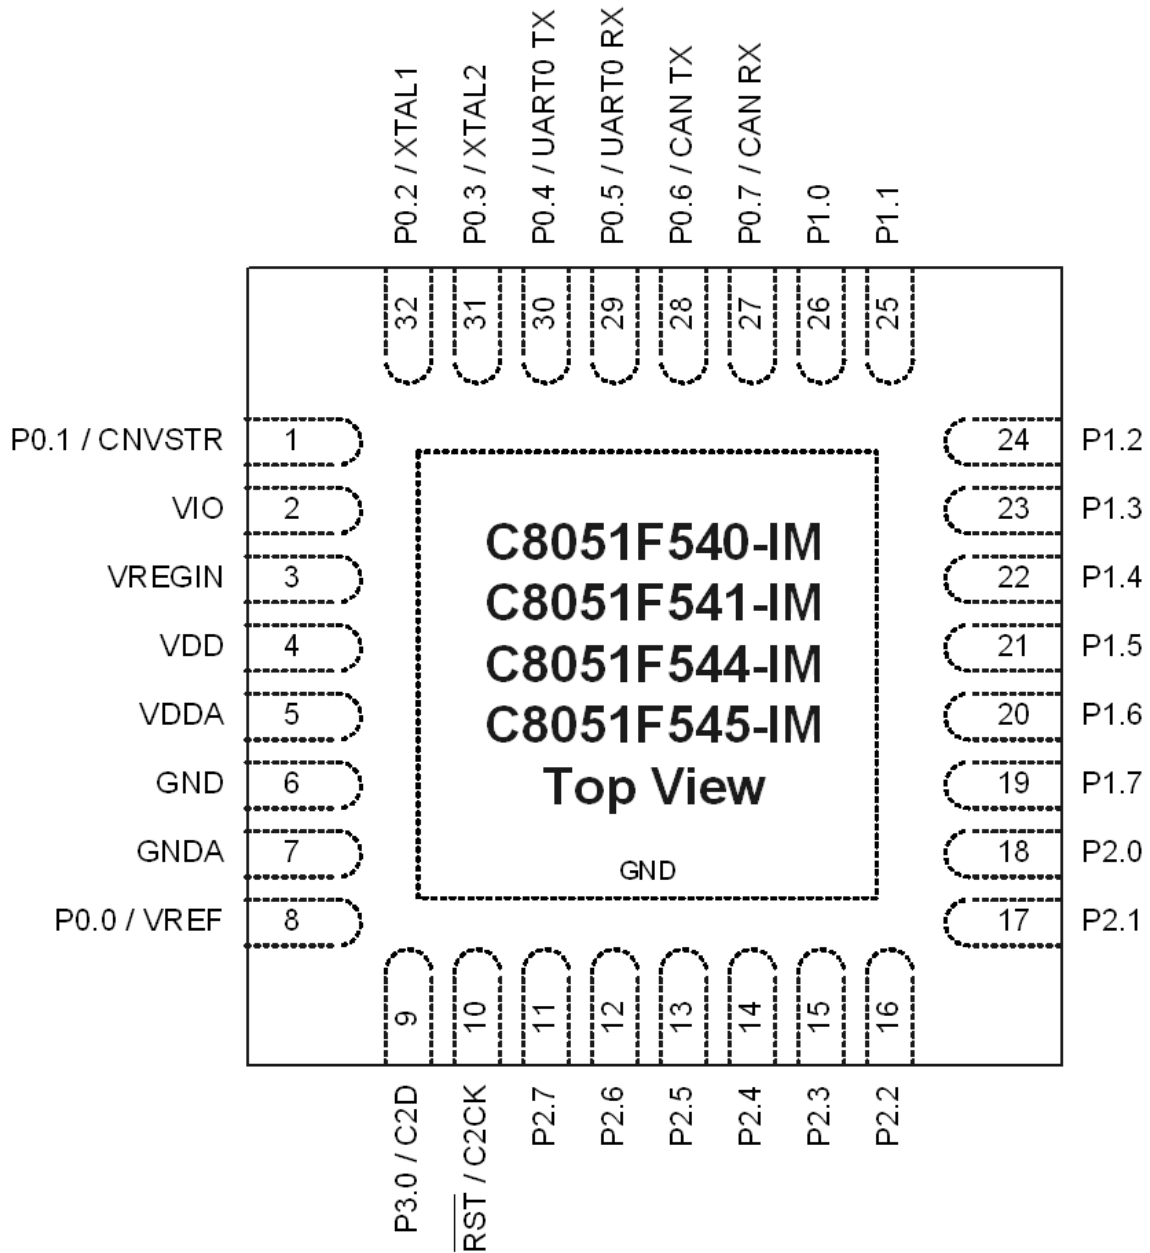 P0.2 / XTAL1
P0.3 / XTAL2
P0.4 / UART0 TX
P0.5 / UART0 RX
P0.6 / CAN TX
P0.7 / CAN RX
P1.0
P1.1
32
31
30
29
28
27
26
25
P0.1 / CNVSTR 1
VIO 2
VREGIN 3
VDD 4
VDDA 5
GND 6
GNDA 7
P0.0 / VREF 8
C8051F540-IM
C8051F541-IM
C8051F544-IM
C8051F545-IM
Top View
GND
24 P1.2
23 P1.3
22 P1.4
21 P1.5
20 P1.6
19 P1.7
18 P2.0
17 P2.1
9
10
11
12
13
14
15
16
P3.0 / C2D
RST / C2CK
P2.7
P2.6
P2.5
P2.4
P2.3
P2.2